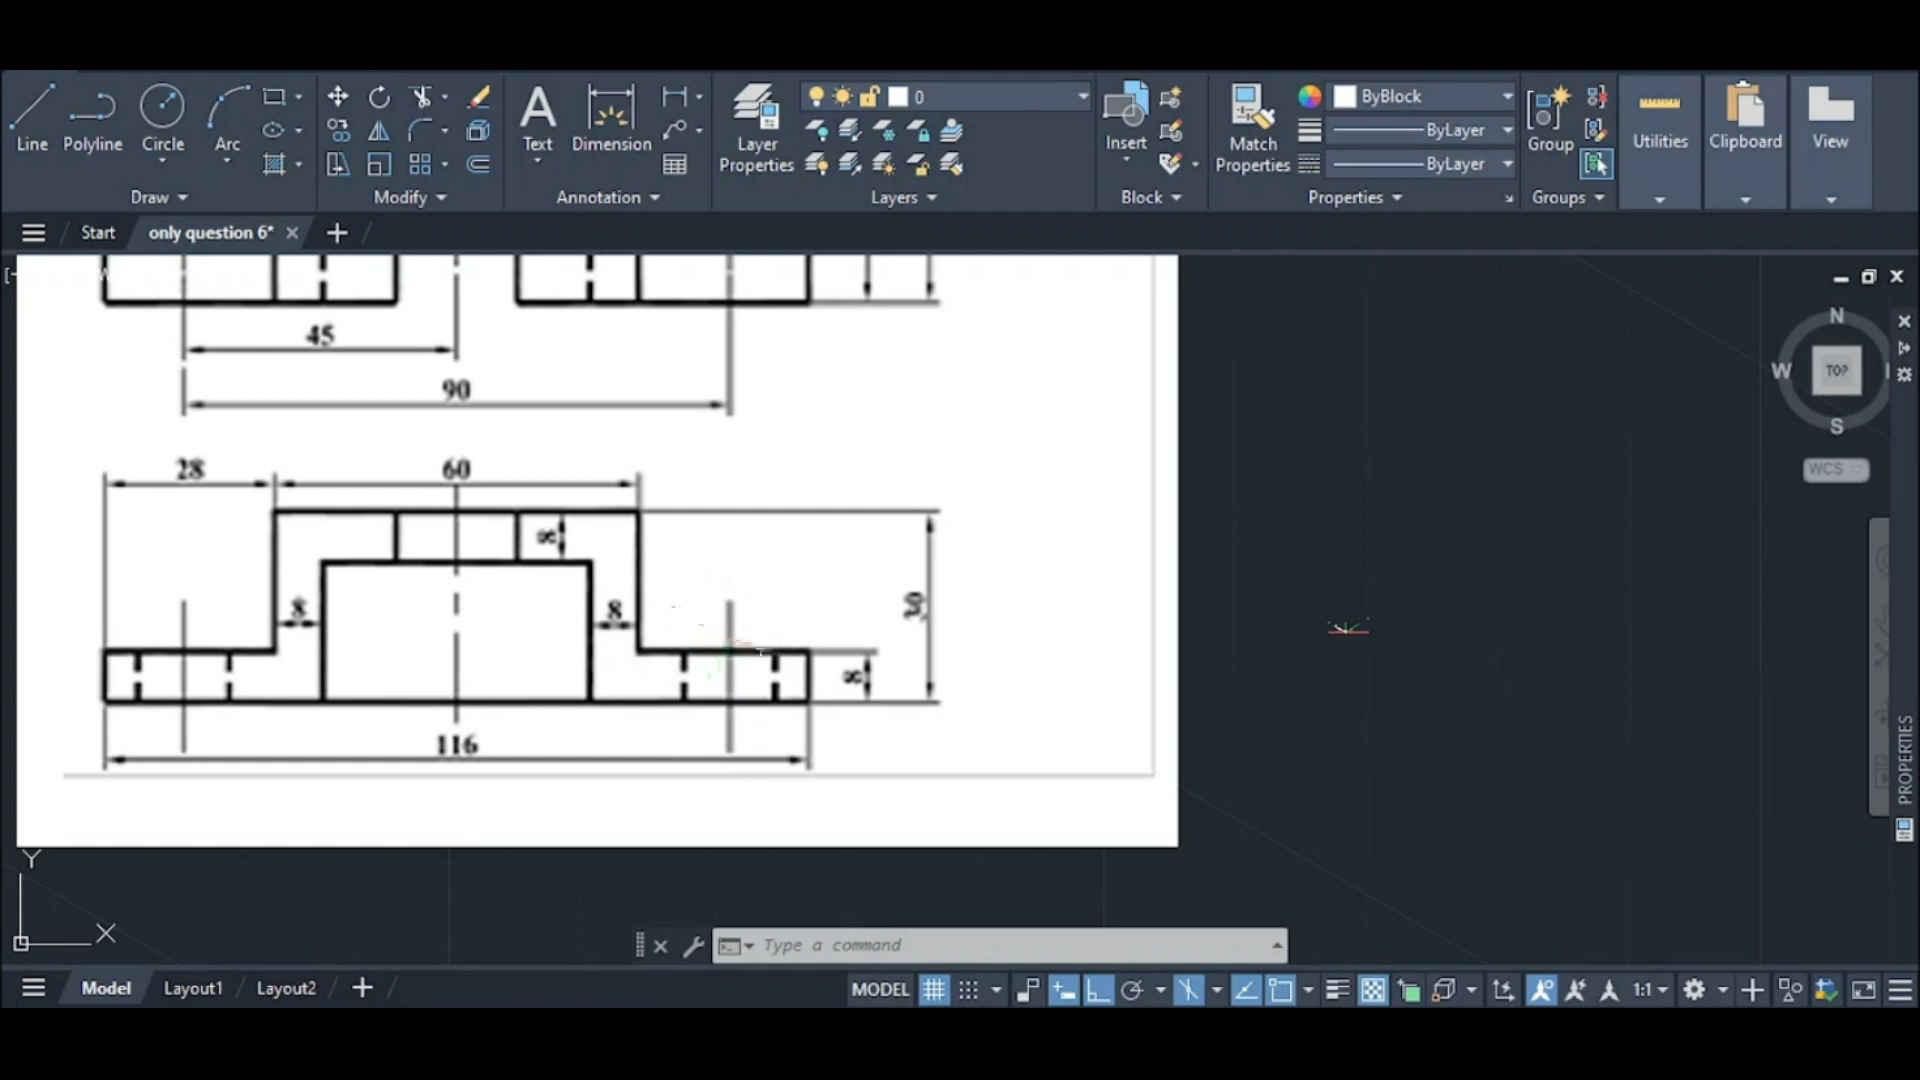 Line
Polyline
Circle
Arc
Text
Dimension
Layer
Properties
0
Insert
Match
Properties
ByBlock
ByLayer
ByLayer
Group
Utilities
Clipboard
View
Draw
Modify
Annotation
Layers
Block
Properties
Groups
Start
only question 6*
45
90
28
60
8
30
8
8
8
116
N
W
TOP
S
WCS
PROPERTIES
Y
X
Type a command
Model
Layout1
Layout2
MODEL
1:1